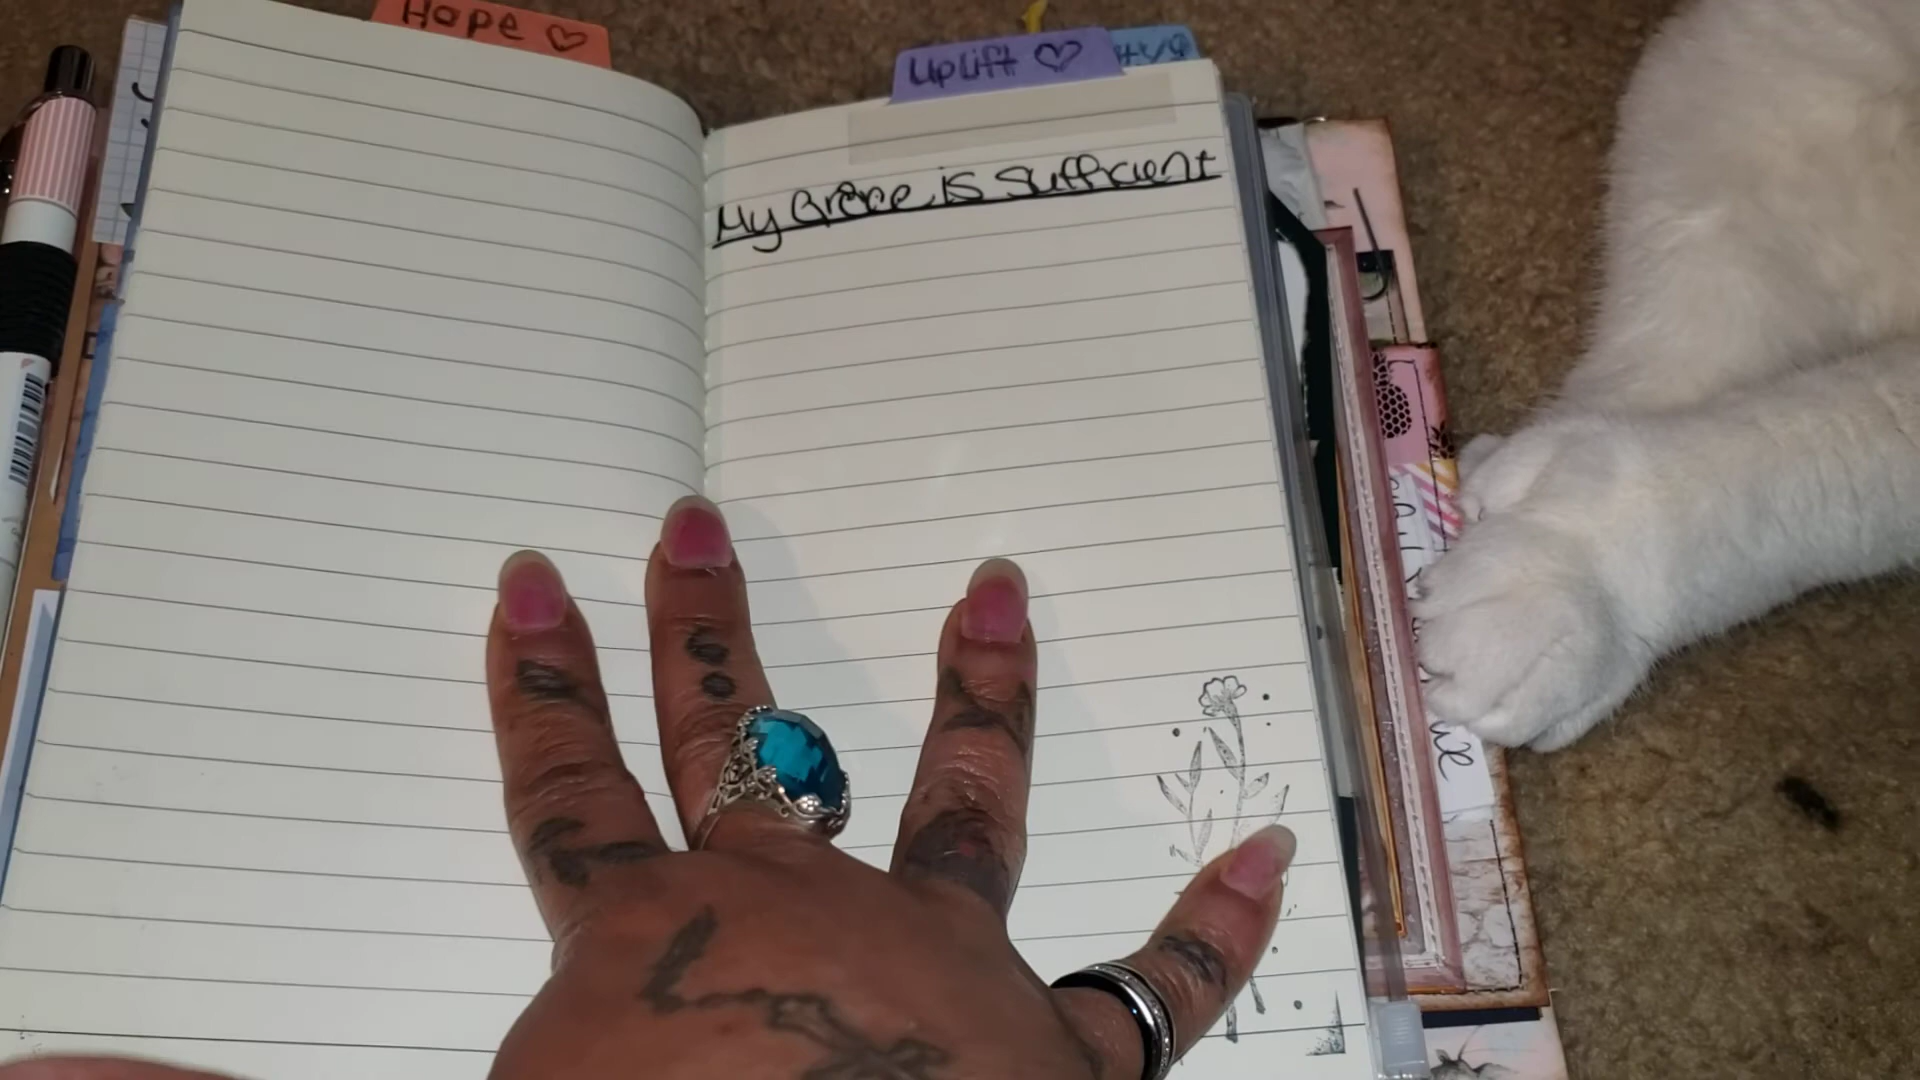 Hope ♡
Uplift ♡
My Grace is Sufficient